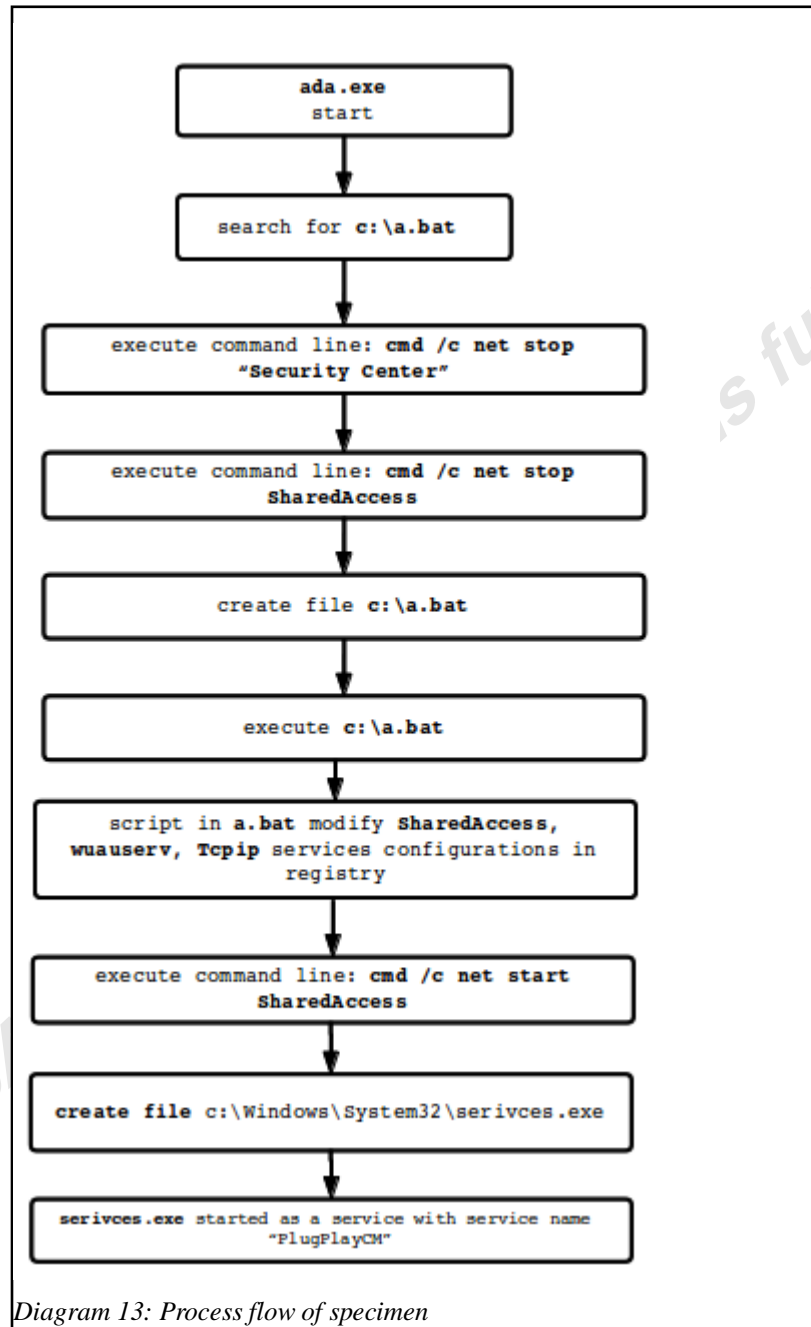 ada.exe
start
search for c:\a.bat
execute command line: cmd /c net stop
“Security Center”
execute command line: cmd /c net stop
SharedAccess
create file c:\a.bat
execute c:\a.bat
script in a.bat modify SharedAccess,
wuauserv, Tcpip services configurations in
registry
execute command line: cmd /c net start
SharedAccess
create file c:\Windows\System32\serivces.exe
serivces.exe started as a service with service name
“PlugPlayCM”
Diagram 13: Process flow of specimen